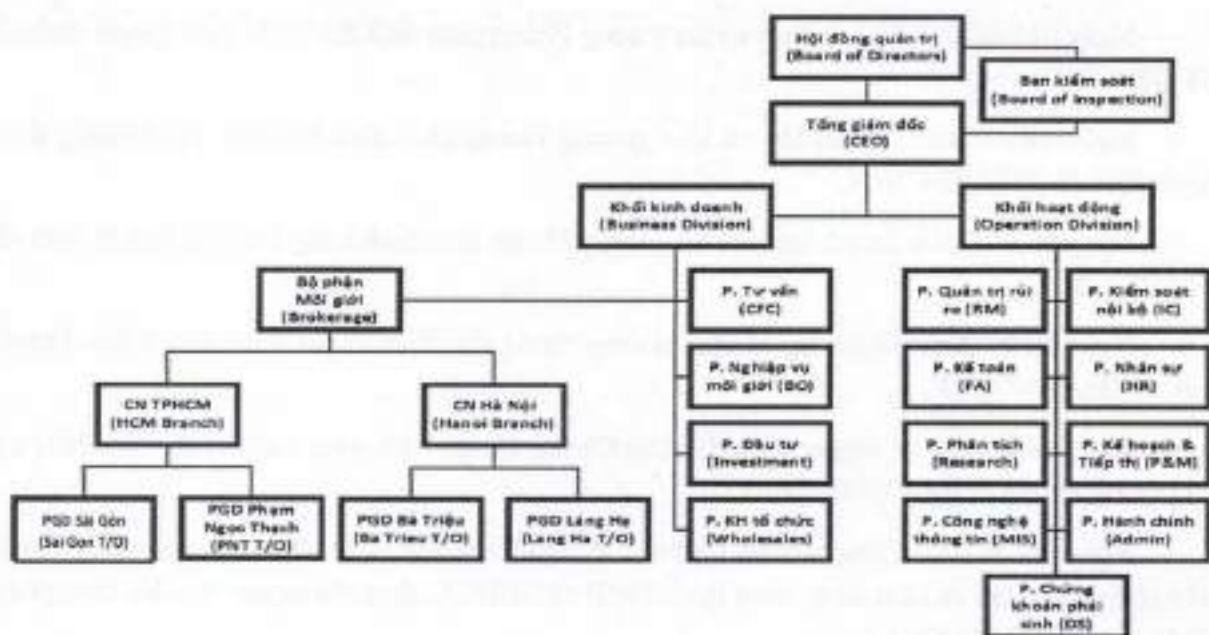 Hội đồng quản trị
(Board of Directors)
Ban kiểm soát
(Board of Inspection)
Tổng giám đốc
(CEO)
Khối kinh doanh
(Business Division)
Khối hoạt động
(Operation Division)
Bộ phận
Môi giới
(Brokerage)
P. Tư vấn
(CFC)
P. Quản trị rủi
ro (RM)
P. Kiểm soát
nội bộ (IC)
P. Nghiệp vụ
môi giới (BO)
P. Kế toán
(FA)
P. Nhân sự
(HR)
CN TPHCM
(HCM Branch)
CN Hà Nội
(Hanoi Branch)
P. Đầu tư
(Investment)
P. Phân tích
(Research)
P. Kế hoạch &
Tiếp thị (P&M)
PGD Sài Gòn
(Sai Gon T/O)
PGD Phạm
Ngọc Thạch
(PNT T/O)
PGD Bà Triệu
(Ba Trieu T/O)
PGD Láng Hạ
(Lang Ha T/O)
P. KH tổ chức
(Wholesales)
P. Công nghệ
thông tin (MIS)
P. Hành chính
(Admin)
P. Chứng
khoán phái
sinh (DS)